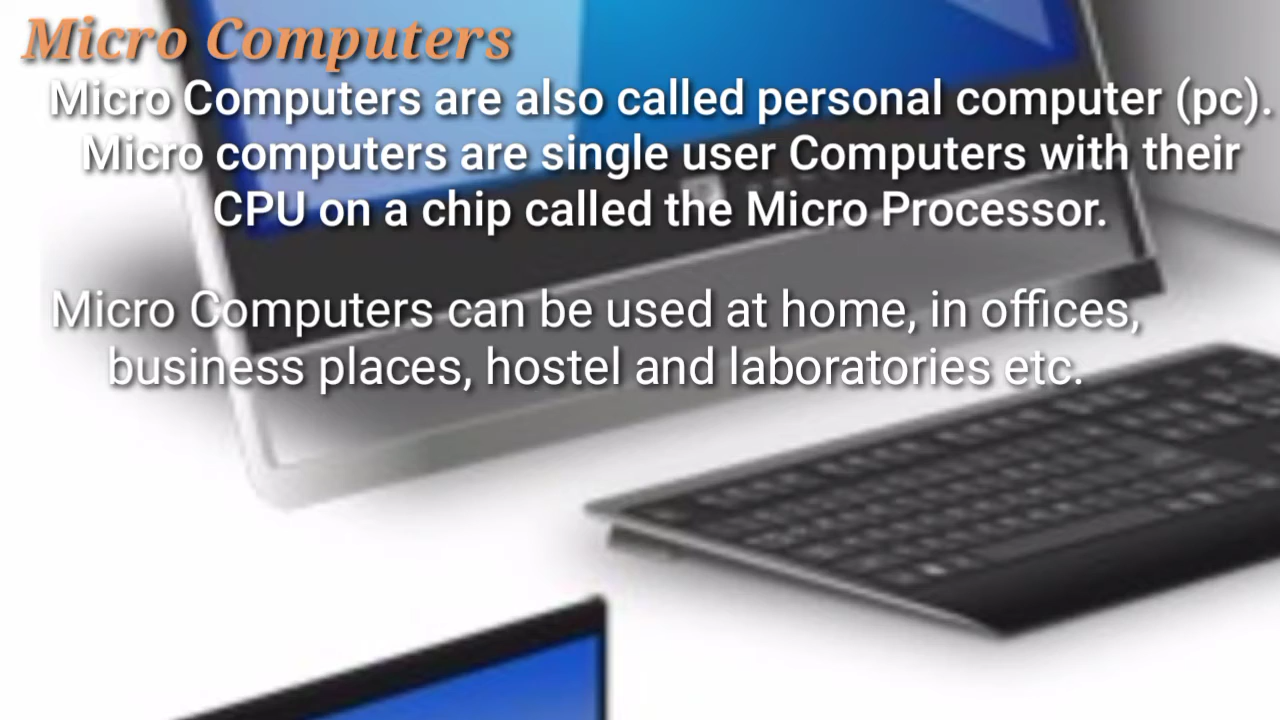 Micro Computers
Micro Computers are also called personal computer (pc).
Micro computers are single user Computers with their
CPU on a chip called the Micro Processor.
Micro Computers can be used at home, in offices,
business places, hostel and laboratories etc.